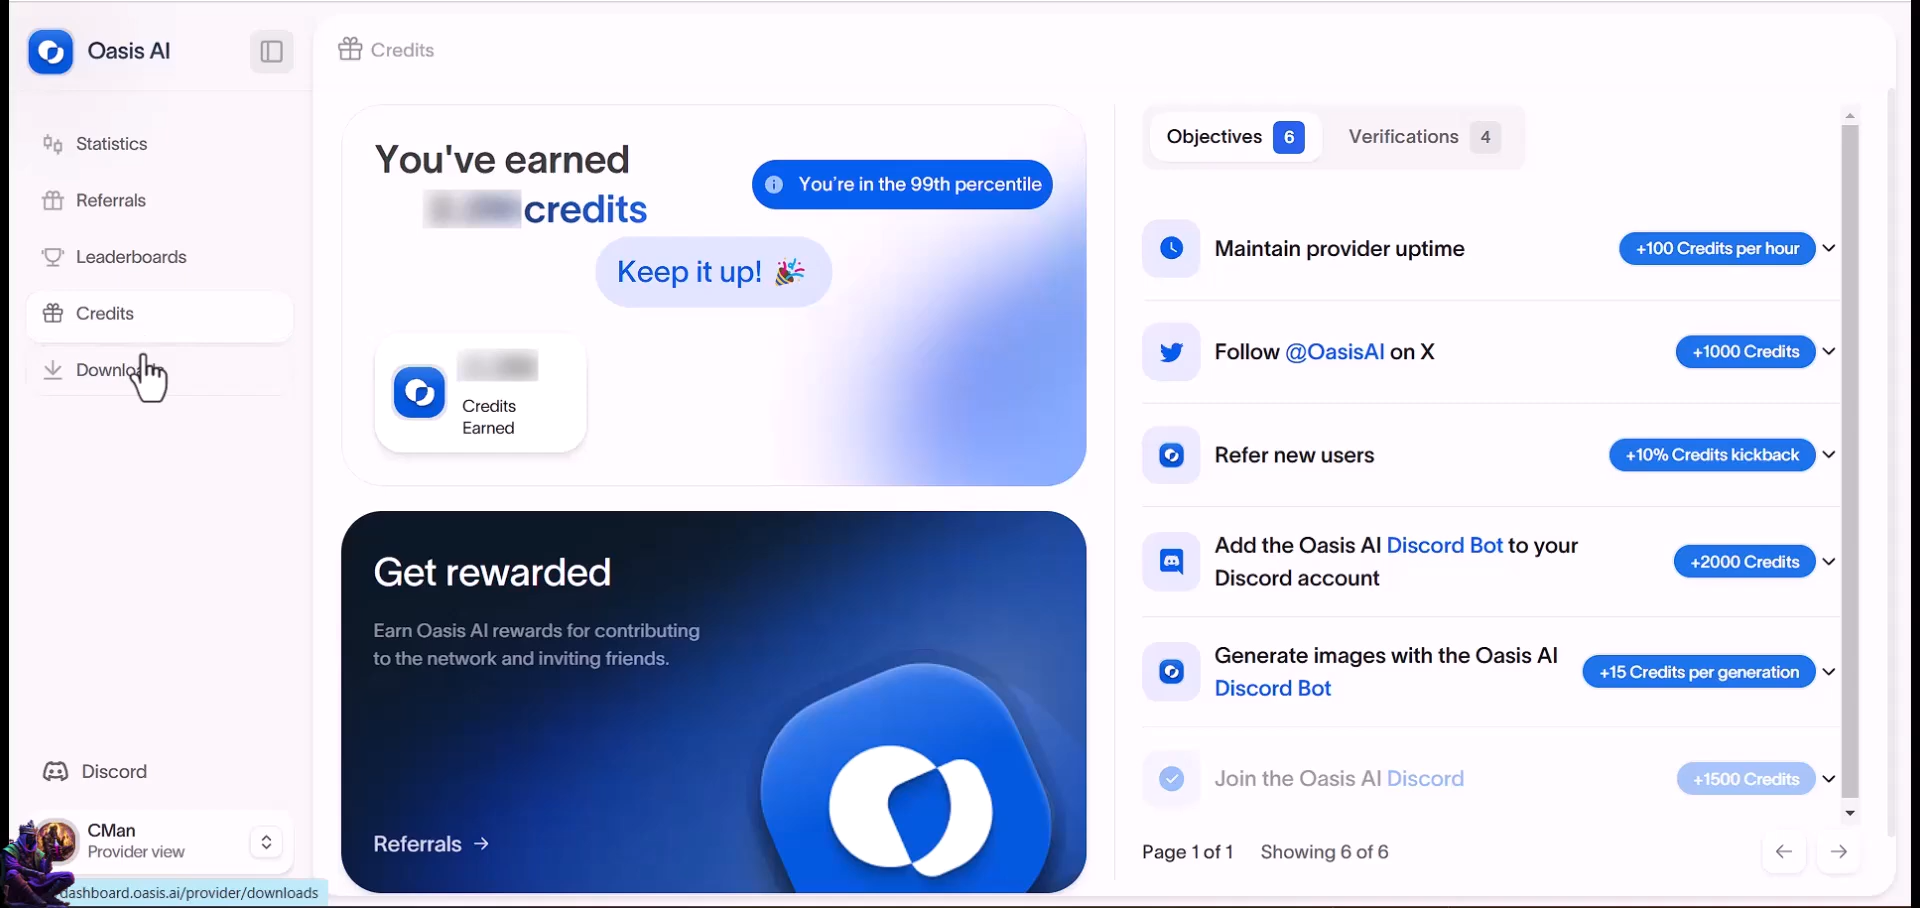 Oasis AI
Credits
Statistics
Referrals
Leaderboards
Credits
Discord
CMan
Provider view
dashboard.oasis.ai/provider/downloads
You've earned
credits
You're in the 99th percentile
Keep it up!
Credits
Earned
Get rewarded
Earn Oasis AI rewards for contributing
to the network and inviting friends.
Referrals
Objectives 6
Verifications 4
Maintain provider uptime
+100 Credits per hour
Follow @OasisAI on X
+1000 Credits
Refer new users
+10% Credits kickback
Add the Oasis AI Discord Bot to your
Discord account
+2000 Credits
Generate images with the Oasis AI
Discord Bot
+15 Credits per generation
Join the Oasis AI Discord
+1500 Credits
Page 1 of 1
Showing 6 of 6